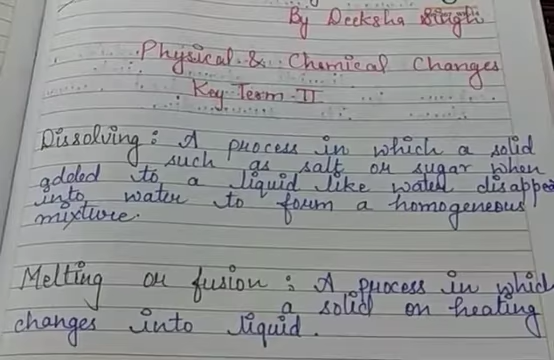 By Deeksha
Physical & Chemical Changes
Key Term-II
Dissolving : A process in which a solid
such as salt or sugar when
added to a liquid like water disappe
into water to form a homogeneous
mixture.
Melting or fusion : A process in which
a solid on heating
changes into liquid.